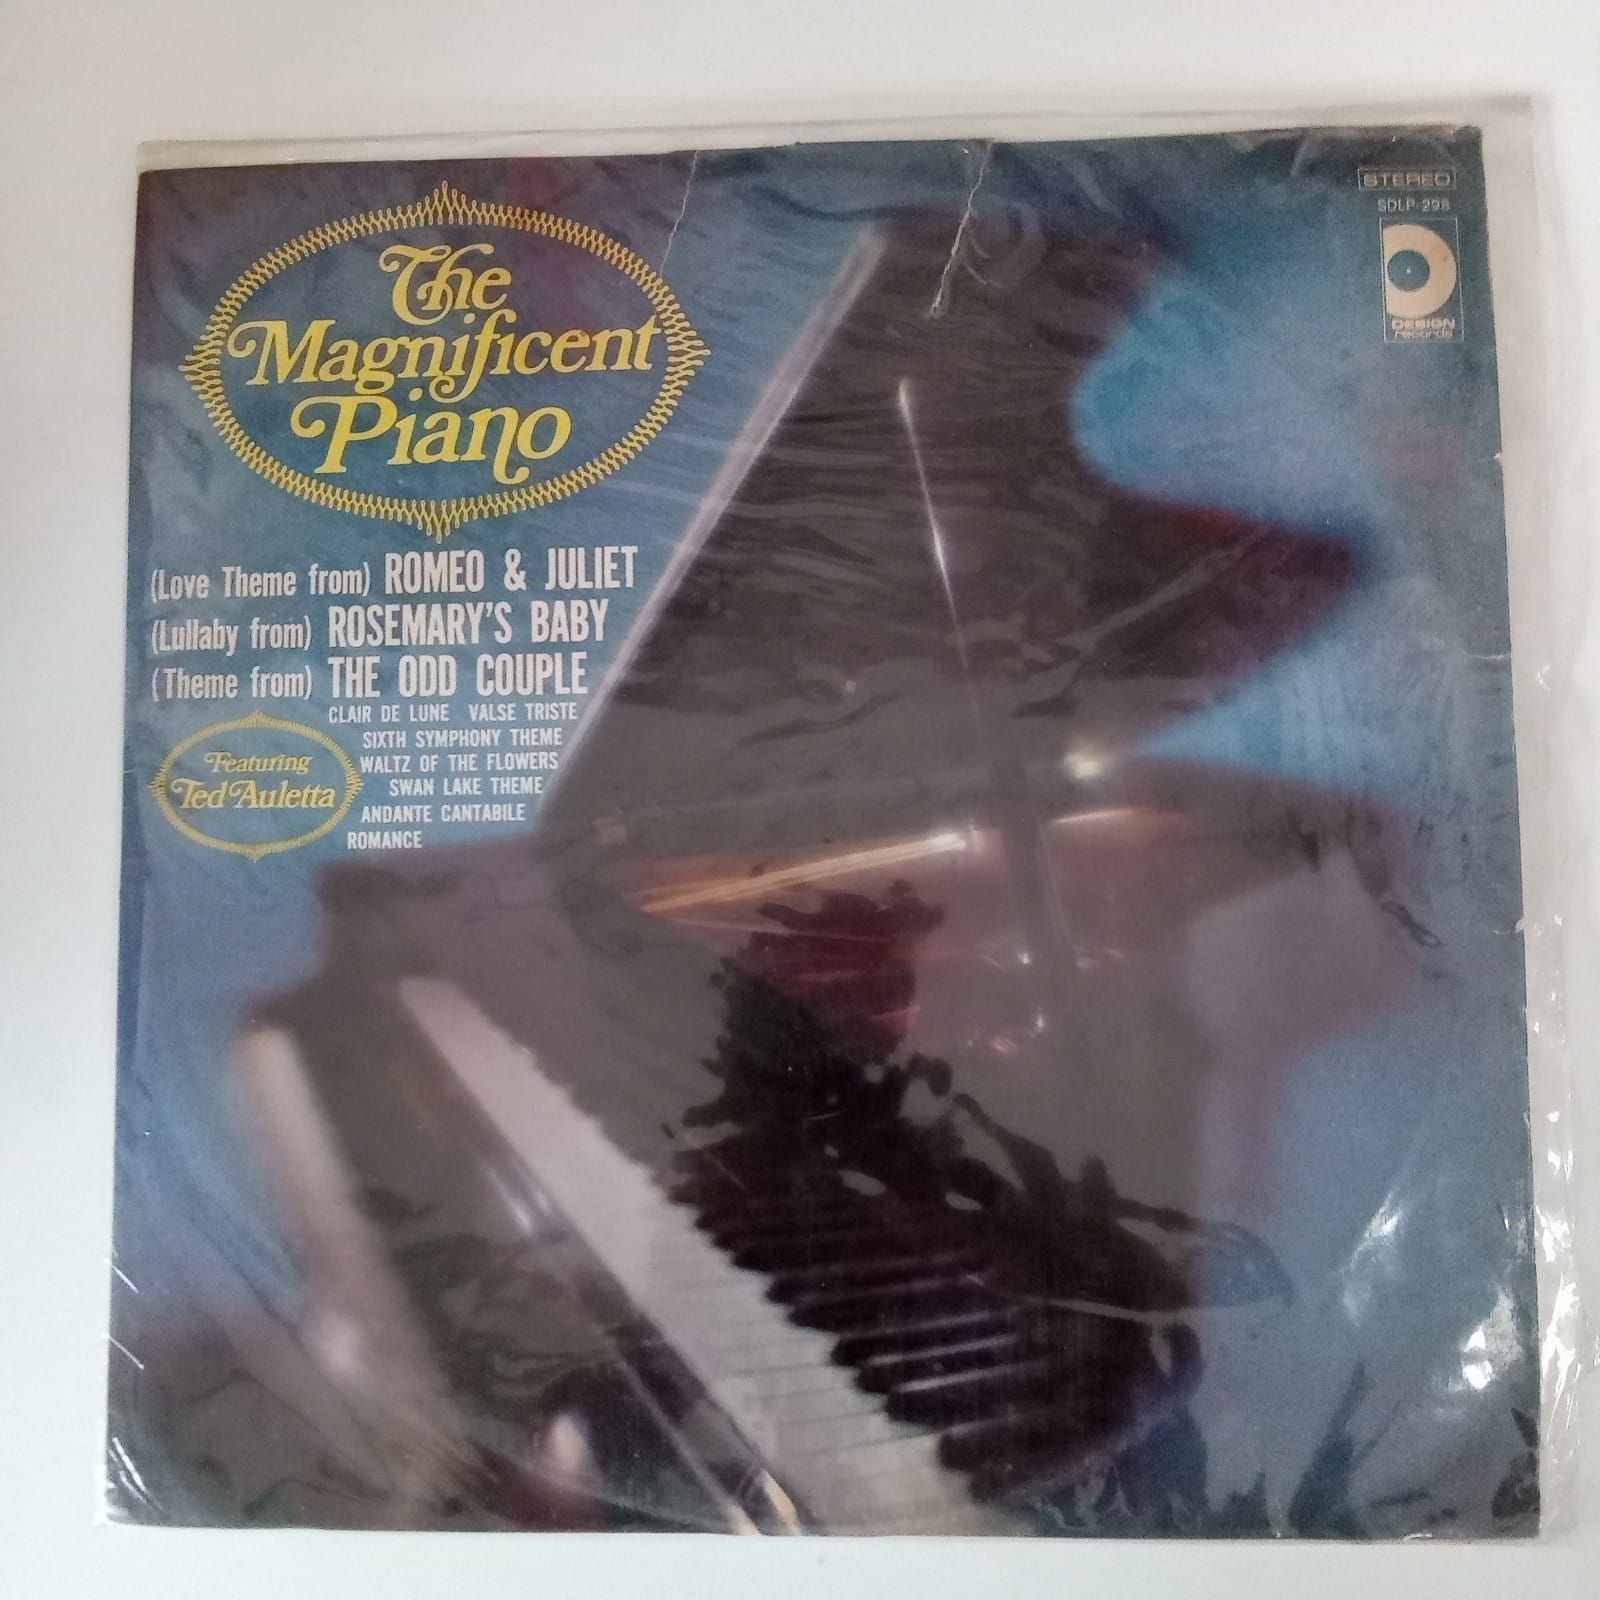 The
Magnificent
Piano
STEREO
SDLP-298
DESIGN
records
(Love Theme from) ROMEO & JULIET
(Lullaby from) ROSEMARY'S BABY
(Theme from) THE ODD COUPLE
CLAIR DE LUNE VALSE TRISTE
SIXTH SYMPHONY THEME
WALTZ OF THE FLOWERS
SWAN LAKE THEME
ANDANTE CANTABILE
ROMANCE
Featuring
Ted Auletta